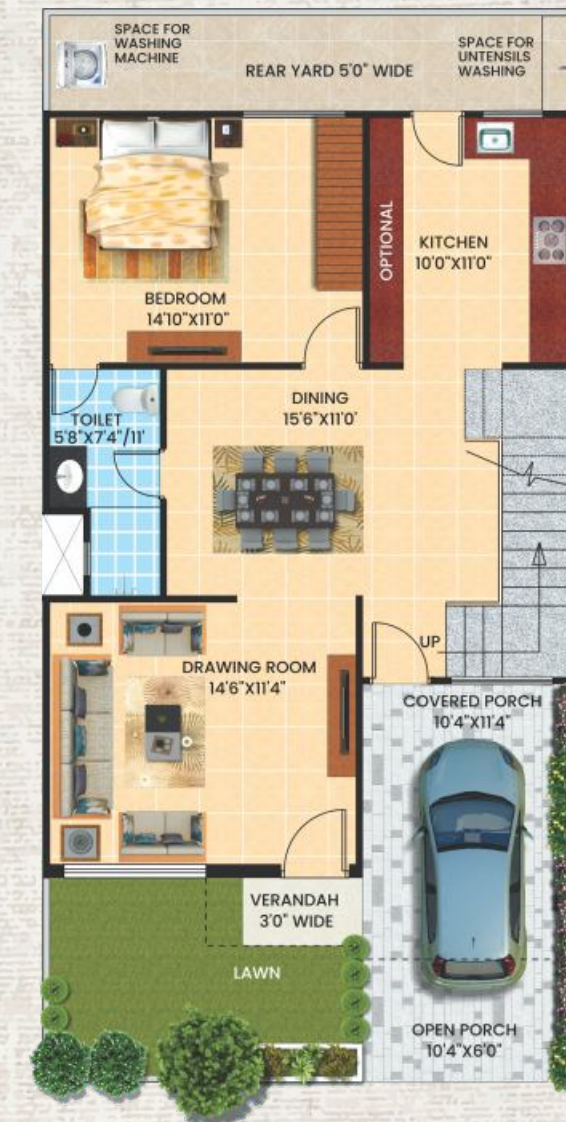 SPACE FOR
WASHING
MACHINE
REAR YARD 5'0" WIDE
SPACE FOR
UNTENSILS
WASHING
OPTIONAL
KITCHEN
10'0"X11'0"
BEDROOM
14'10"X11'0"
DINING
15'6"X11'0'
TOILET
5'8"X7'4"/11'
UP
DRAWING ROOM
14'6"X11'4"
COVERED PORCH
10'4"X11'4"
VERANDAH
3'0" WIDE
LAWN
OPEN PORCH
10'4"X6'0"